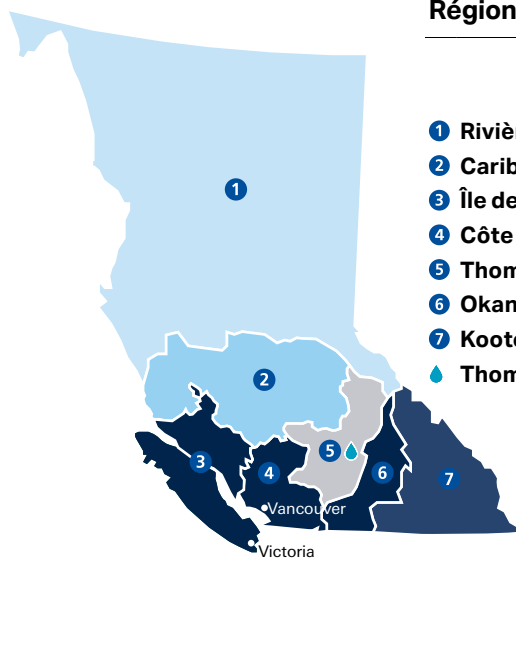 Région
1 Riviè
2 Carib
3 Île de
4 Côte
5 Thom
6 Okan
7 Koot
Thom
1
2
3
4
5
6
7
Vancouver
Victoria